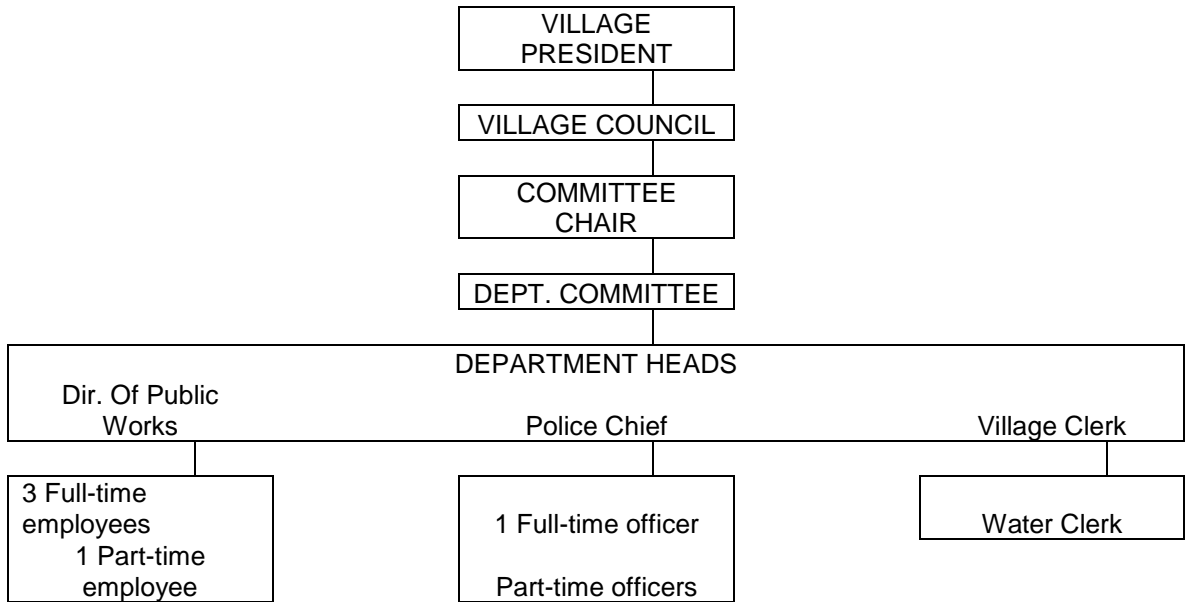 VILLAGE
PRESIDENT
VILLAGE COUNCIL
COMMITTEE
CHAIR
DEPT. COMMITTEE
DEPARTMENT HEADS
Dir. Of Public
Works
Police Chief
Village Clerk
3 Full-time
employees
1 Part-time
employee
1 Full-time officer
Part-time officers
Water Clerk